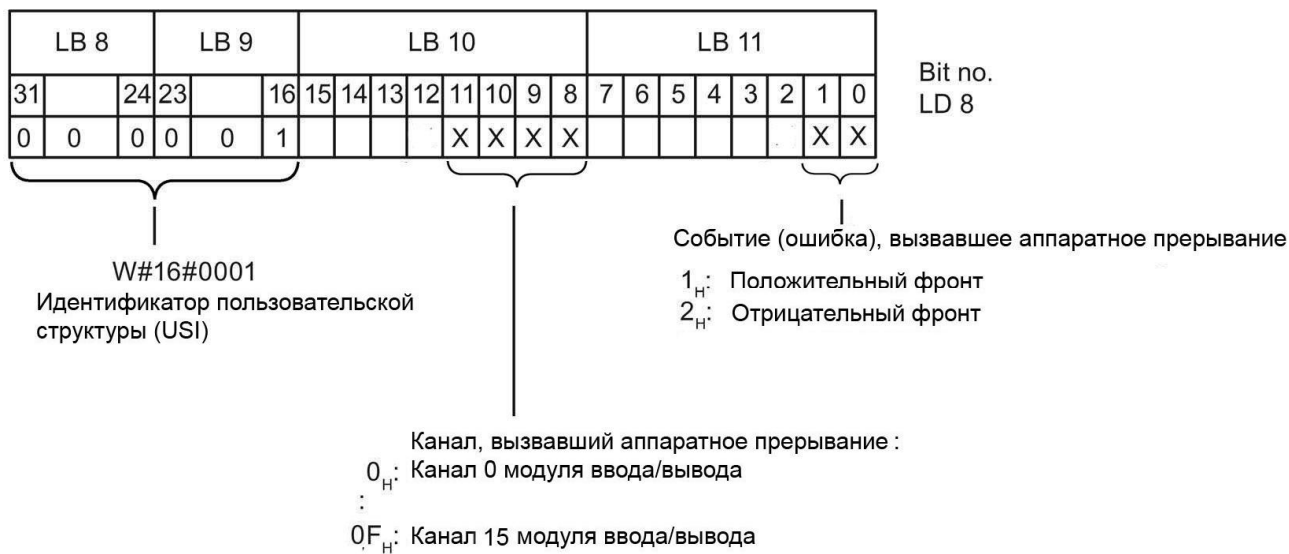 LB 8 LB 9 LB 10 LB 11
Bit no.
31 24 23 16 15 14 13 12 11 10 9 8 7 6 5 4 3 2 1 0
LD 8
0 0 0 0 0 1 X X X X X X
Событие (ошибка), вызвавшее аппаратное прерывание
W#16#0001
1H: Положительный фронт
Идентификатор пользовательской
2H: Отрицательный фронт
структуры (USI)
Канал, вызвавший аппаратное прерывание :
0H: Канал 0 модуля ввода/вывода
:
0FH: Канал 15 модуля ввода/вывода